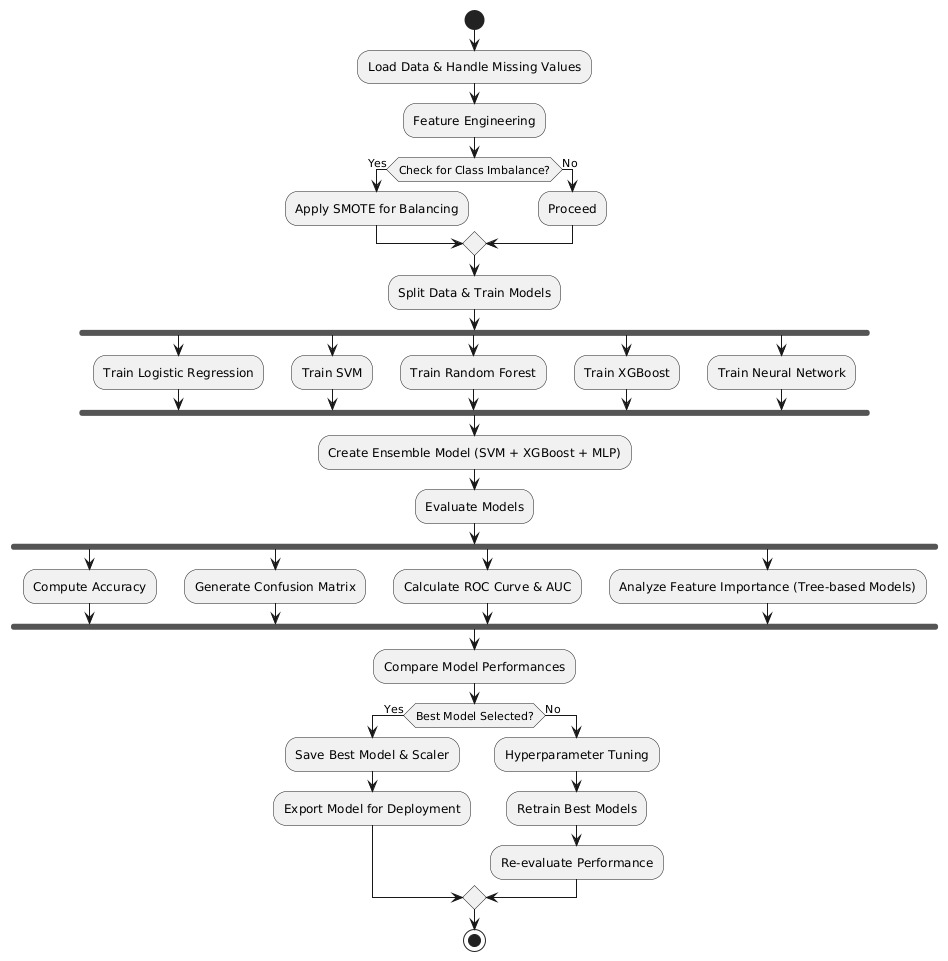 Load Data & Handle Missing Values
Feature Engineering
Yes
Check for Class Imbalance?
No
Apply SMOTE for Balancing
Proceed
Split Data & Train Models
Train Logistic Regression
Train SVM
Train Random Forest
Train XGBoost
Train Neural Network
Create Ensemble Model (SVM + XGBoost + MLP)
Evaluate Models
Compute Accuracy
Generate Confusion Matrix
Calculate ROC Curve & AUC
Analyze Feature Importance (Tree-based Models)
Compare Model Performances
Yes
Best Model Selected?
No
Save Best Model & Scaler
Hyperparameter Tuning
Export Model for Deployment
Retrain Best Models
Re-evaluate Performance